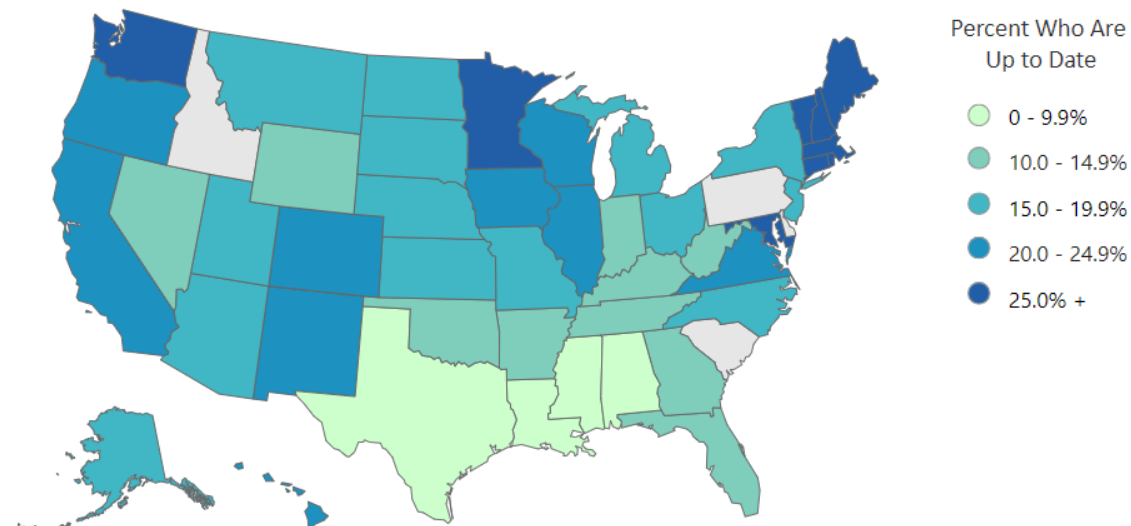 Percent Who Are
Up to Date
0 - 9.9%
10.0 - 14.9%
15.0 - 19.9%
20.0 - 24.9%
25.0% +